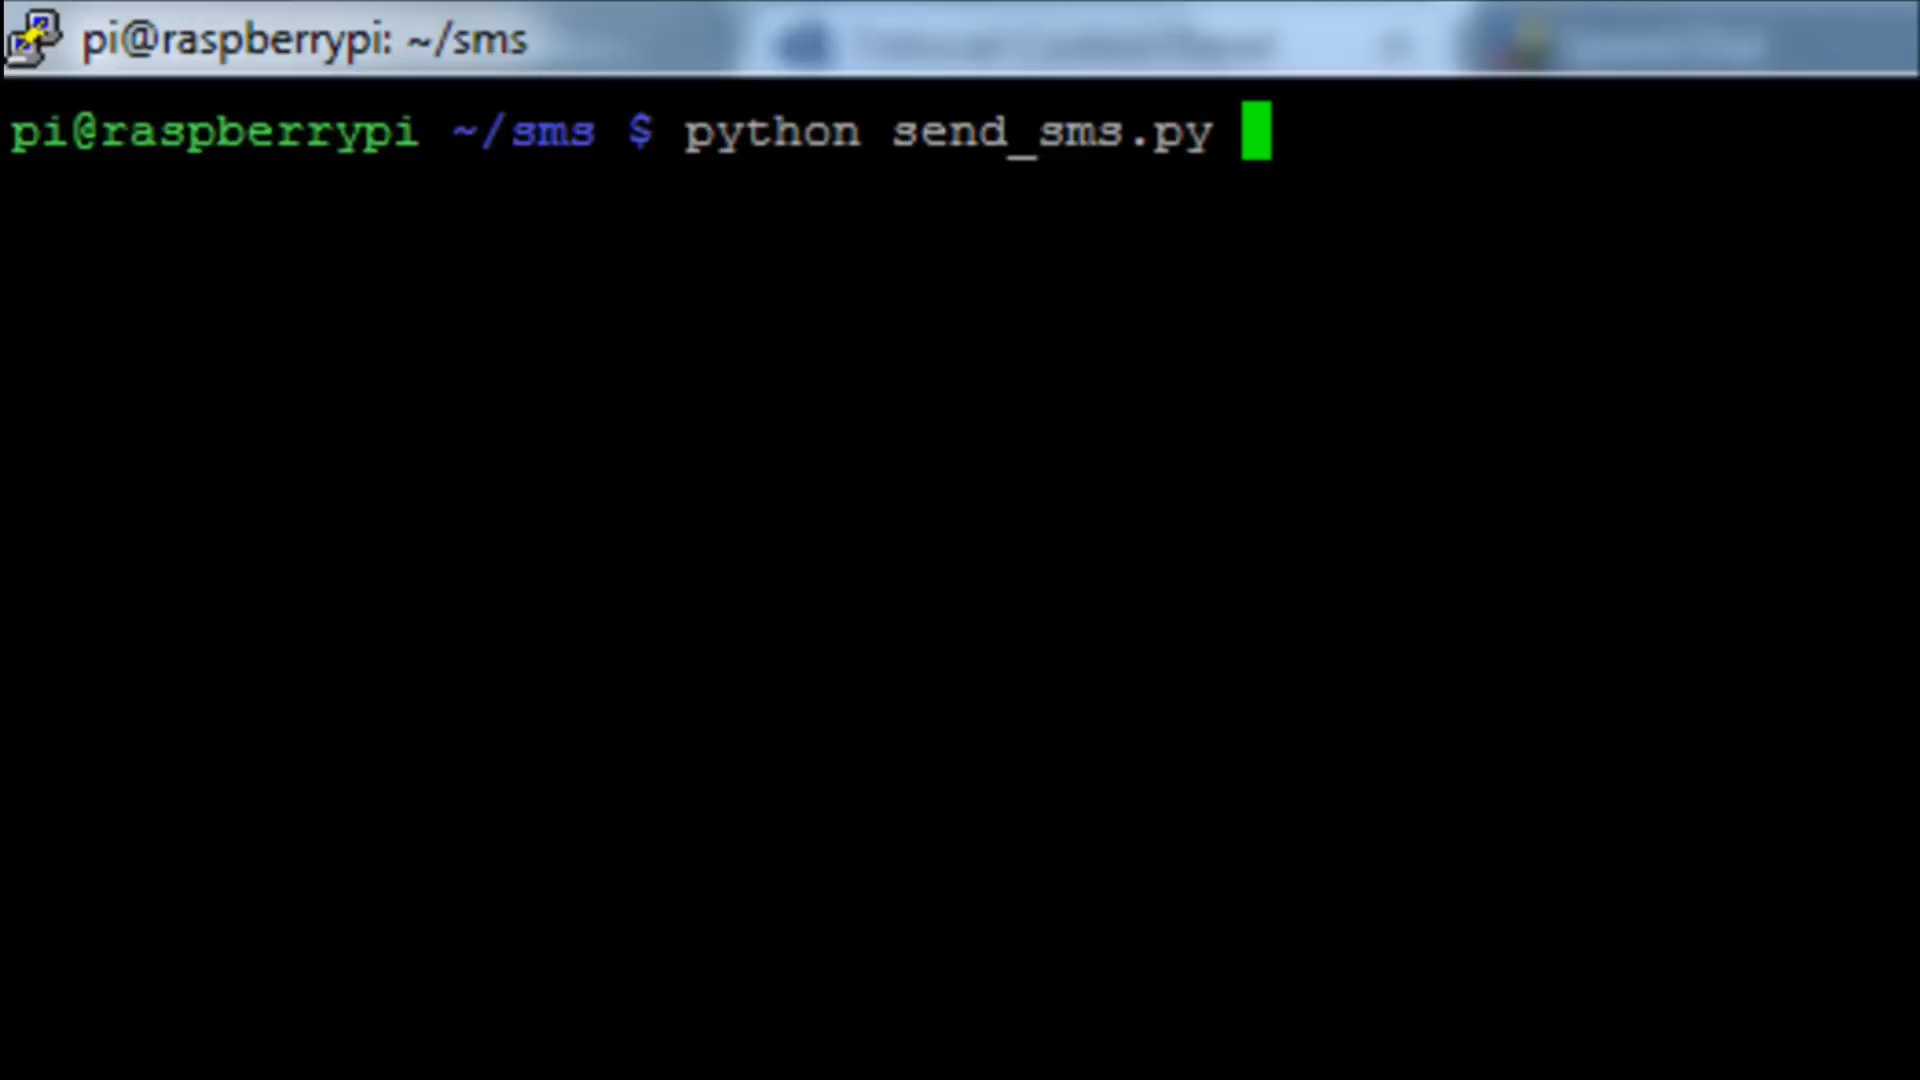 pi@raspberrypi: ~/sms
pi@raspberrypi ~/sms $ python send_sms.py